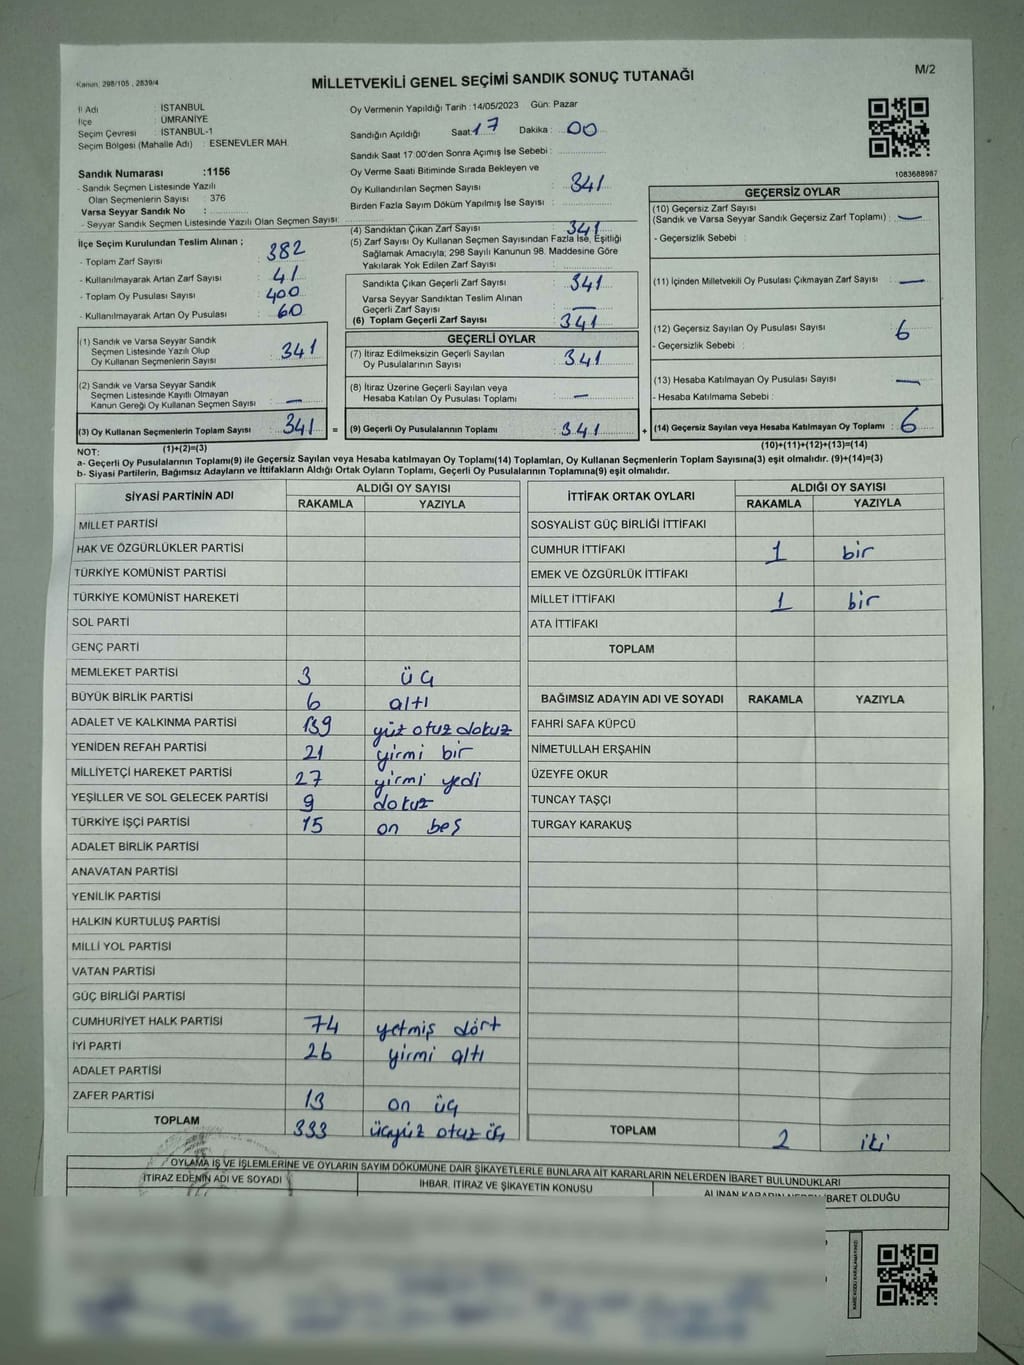 Kanun: 298/105 , 2839/4
MİLLETVEKİLİ GENEL SEÇİMİ SANDIK SONUÇ TUTANAĞI
M/2
İl Adı : İSTANBUL
İlçe : ÜMRANİYE
Seçim Çevresi : İSTANBUL-1
Seçim Bölgesi (Mahalle Adı) : ESENEVLER MAH.
Sandık Numarası :1156
- Sandık Seçmen Listesinde Yazılı
Olan Seçmenlerin Sayısı : 376
Varsa Seyyar Sandık No :
- Seyyar Sandık Seçmen Listesinde Yazılı Olan Seçmen Sayısı:
İlçe Seçim Kurulundan Teslim Alınan ;
- Toplam Zarf Sayısı : 382
- Kullanılmayarak Artan Zarf Sayısı : 41
- Toplam Oy Pusulası Sayısı : 400
- Kullanılmayarak Artan Oy Pusulası : 60
(1) Sandık ve Varsa Seyyar Sandık
Seçmen Listesinde Yazılı Olup
Oy Kullanan Seçmenlerin Sayısı : 341
(2) Sandık ve Varsa Seyyar Sandık
Seçmen Listesinde Kayıtlı Olmayan
Kanun Gereği Oy Kullanan Seçmen Sayısı : —
(3) Oy Kullanan Seçmenlerin Toplam Sayısı : 341 =
(1)+(2)=(3)
Oy Vermenin Yapıldığı Tarih :14/05/2023 Gün: Pazar
Sandığın Açıldığı Saat: 17 Dakika : 00
Sandık Saat 17:00'den Sonra Açımış İse Sebebi :
Oy Verme Saati Bitiminde Sırada Bekleyen ve
Oy Kullandırılan Seçmen Sayısı : 341
Birden Fazla Sayım Döküm Yapılmış İse Sayısı :
(4) Sandıktan Çıkan Zarf Sayısı : 341
(5) Zarf Sayısı Oy Kullanan Seçmen Sayısından Fazla İse, Eşitliği
Sağlamak Amacıyla; 298 Sayılı Kanunun 98. Maddesine Göre
Yakılarak Yok Edilen Zarf Sayısı :
Sandıkta Çıkan Geçerli Zarf Sayısı : 341
Varsa Seyyar Sandıktan Teslim Alınan
Geçerli Zarf Sayısı : —
(6) Toplam Geçerli Zarf Sayısı : 341
GEÇERLİ OYLAR
(7) İtiraz Edilmeksizin Geçerli Sayılan
Oy Pusulalarının Sayısı : 341
(8) İtiraz Üzerine Geçerli Sayılan veya
Hesaba Katılan Oy Pusulası Toplamı : —
(9) Geçerli Oy Pusulalarının Toplamı : 341 +
1083688987
GEÇERSİZ OYLAR
(10) Geçersiz Zarf Sayısı
(Sandık ve Varsa Seyyar Sandık Geçersiz Zarf Toplamı) : —
- Geçersizlik Sebebi :
(11) İçinden Milletvekili Oy Pusulası Çıkmayan Zarf Sayısı : —
(12) Geçersiz Sayılan Oy Pusulası Sayısı : 6
- Geçersizlik Sebebi :
(13) Hesaba Katılmayan Oy Pusulası Sayısı : —
- Hesaba Katılmama Sebebi :
(14) Geçersiz Sayılan veya Hesaba Katılmayan Oy Toplamı : 6
(10)+(11)+(12)+(13)=(14)
NOT:
a- Geçerli Oy Pusulalarının Toplamı(9) ile Geçersiz Sayılan veya Hesaba katılmayan Oy Toplamı(14) Toplamları, Oy Kullanan Seçmenlerin Toplam Sayısına(3) eşit olmalıdır. (9)+(14)=(3)
b- Siyasi Partilerin, Bağımsız Adayların ve İttifakların Aldığı Ortak Oyların Toplamı, Geçerli Oy Pusulalarının Toplamına(9) eşit olmalıdır.
SİYASİ PARTİNİN ADI ALDIĞI OY SAYISI
RAKAMLA YAZIYLA
MİLLET PARTİSİ
HAK VE ÖZGÜRLÜKLER PARTİSİ
TÜRKİYE KOMÜNİST PARTİSİ
TÜRKİYE KOMÜNİST HAREKETİ
SOL PARTİ
GENÇ PARTİ
MEMLEKET PARTİSİ 3 üç
BÜYÜK BİRLİK PARTİSİ 6 altı
ADALET VE KALKINMA PARTİSİ 139 yüz otuz dokuz
YENİDEN REFAH PARTİSİ 21 yirmi bir
MİLLİYETÇİ HAREKET PARTİSİ 27 yirmi yedi
YEŞİLLER VE SOL GELECEK PARTİSİ 9 dokuz
TÜRKİYE İŞÇİ PARTİSİ 15 on beş
ADALET BİRLİK PARTİSİ
ANAVATAN PARTİSİ
YENİLİK PARTİSİ
HALKIN KURTULUŞ PARTİSİ
MİLLİ YOL PARTİSİ
VATAN PARTİSİ
GÜÇ BİRLİĞİ PARTİSİ
CUMHURİYET HALK PARTİSİ 74 yetmiş dört
İYİ PARTİ 26 yirmi altı
ADALET PARTİSİ
ZAFER PARTİSİ 13 on üç
TOPLAM 333 üçyüz otuz üç
İTTİFAK ORTAK OYLARI ALDIĞI OY SAYISI
RAKAMLA YAZIYLA
SOSYALİST GÜÇ BİRLİĞİ İTTİFAKI
CUMHUR İTTİFAKI 1 bir
EMEK VE ÖZGÜRLÜK İTTİFAKI
MİLLET İTTİFAKI 1 bir
ATA İTTİFAKI
TOPLAM
BAĞIMSIZ ADAYIN ADI VE SOYADI RAKAMLA YAZIYLA
FAHRİ SAFA KÜPCÜ
NİMETULLAH ERŞAHİN
ÜZEYFE OKUR
TUNCAY TAŞÇI
TURGAY KARAKUŞ
TOPLAM 2 iki
OYLAMA İŞ VE İŞLEMLERİNE VE OYLARIN SAYIM DÖKÜMÜNE DAİR ŞİKAYETLERLE BUNLARA AİT KARARLARIN NELERDEN İBARET BULUNDUKLARI
İTİRAZ EDENİN ADI VE SOYADI İHBAR, İTİRAZ VE ŞİKAYETİN KONUSU ALINAN KARARIN NEDEN İBARET OLDUĞU